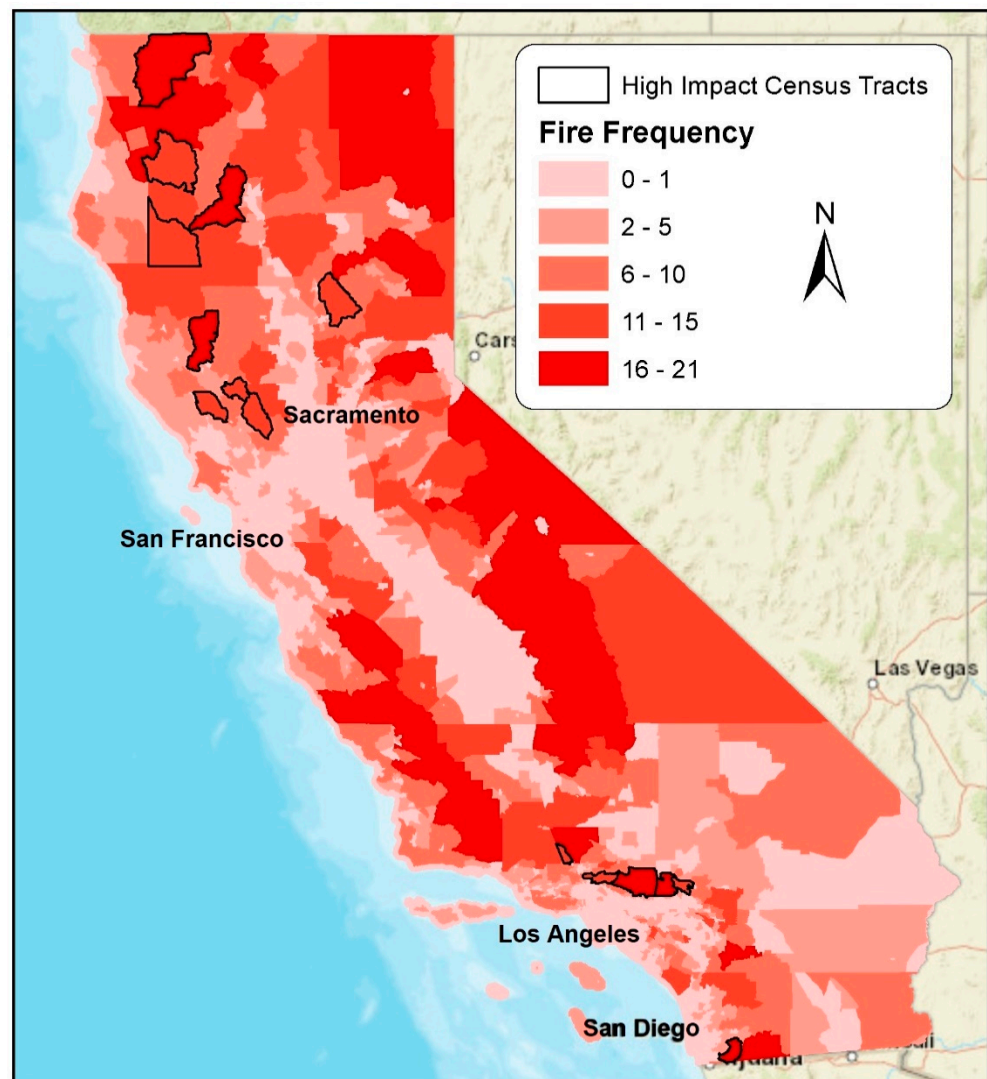 High Impact Census Tracts
Fire Frequency
0 - 1
2 - 5
6 - 10
11 - 15
16 - 21
N
Cars
Sacramento
San Francisco
Las Vegas
Los Angeles
San Diego